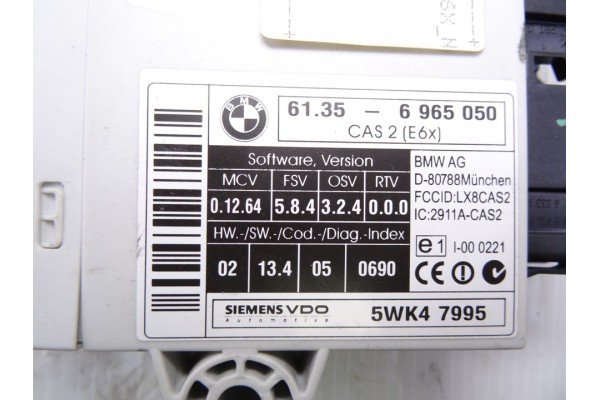 BMW
61.35 - 6 965 050
CAS 2 (E6x)
Software, Version
MCV FSV OSV RTV
0.12.64 5.8.4 3.2.4 0.0.0
HW.-/SW.-/Cod.-/Diag.-Index
02 13.4 05 0690
BMW AG
D-80788München
FCCID:LX8CAS2
IC:2911A-CAS2
e1 I-00 0221
CE
SIEMENS VDO
Automotive
5WK4 7995